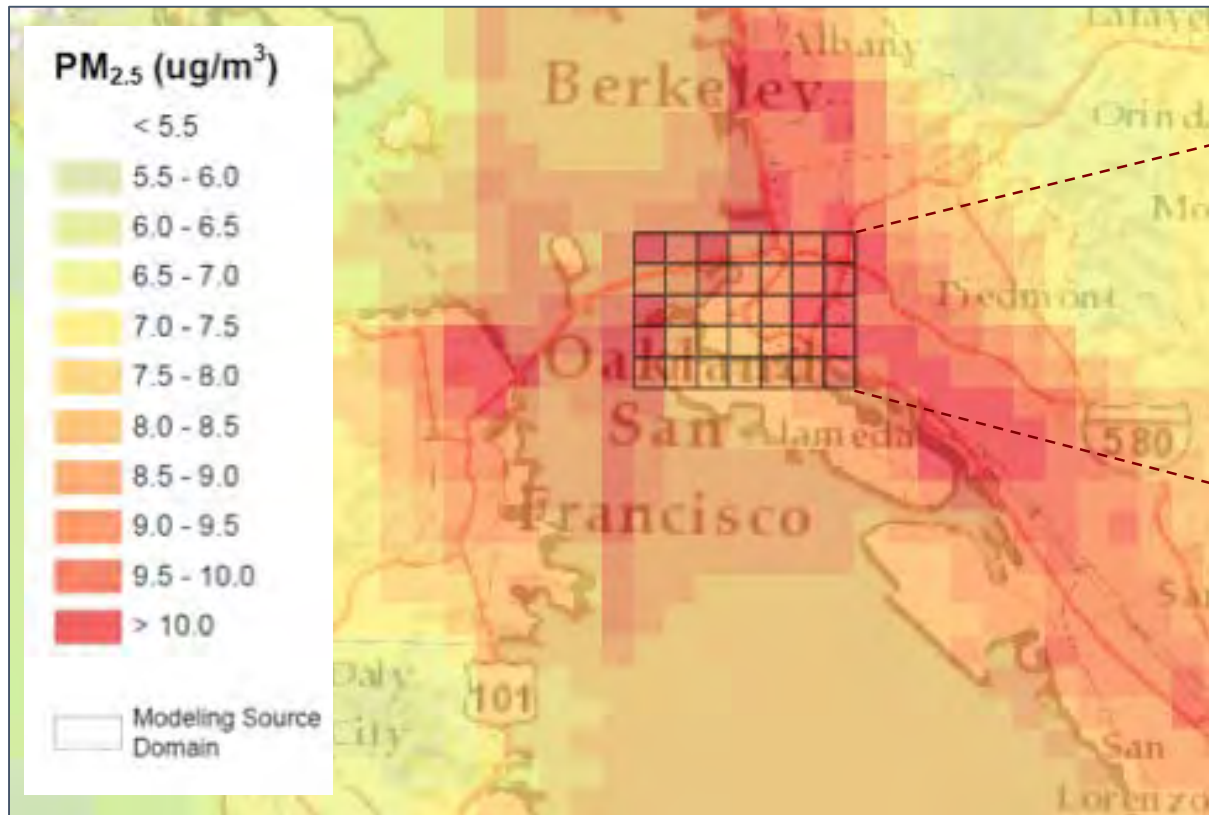 PM2.5 (ug/m3)
< 5.5
5.5 - 6.0
6.0 - 6.5
6.5 - 7.0
7.0 - 7.5
7.5 - 8.0
8.0 - 8.5
8.5 - 9.0
9.0 - 9.5
9.5 - 10.0
> 10.0
Modeling Source
Domain
Albany
Berkeley
Piedmont
Oakland
San
Francisco
Alameda
580
101
Daly
City
San
Lorenzo